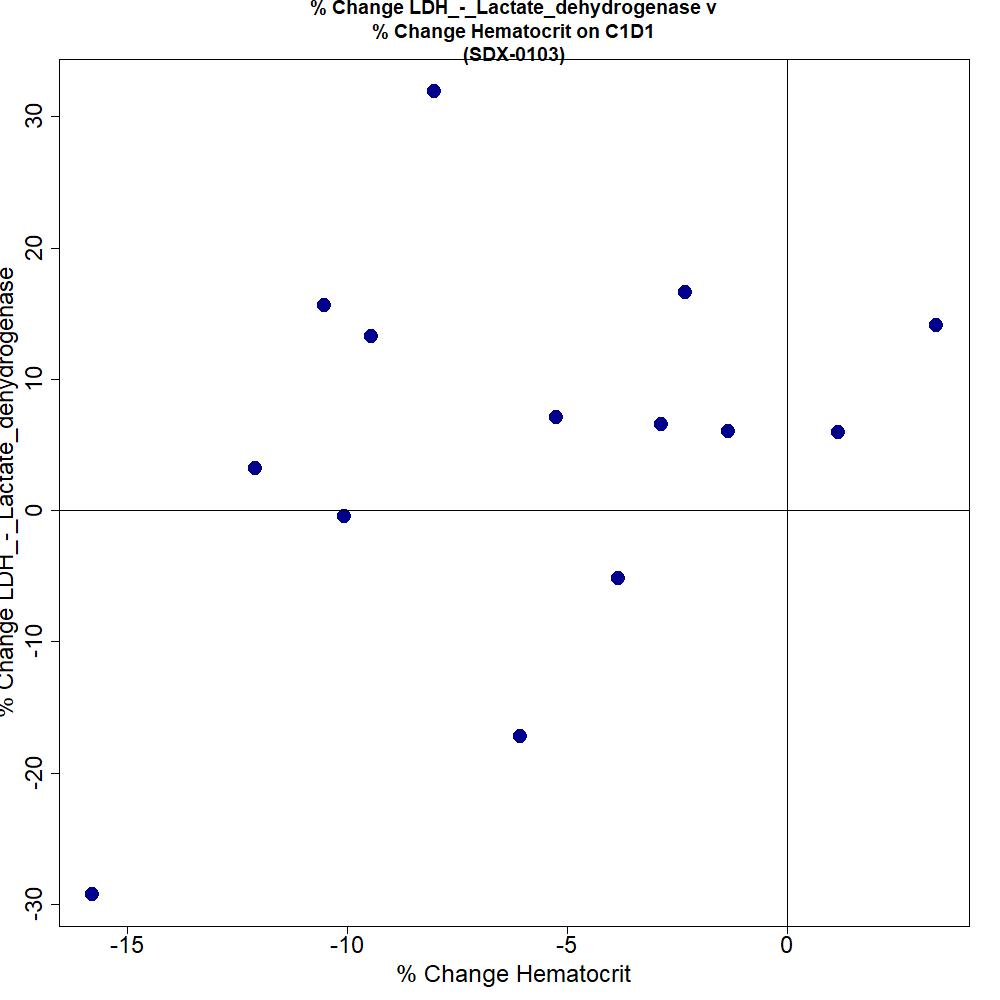 % Change LDH_-_Lactate_dehydrogenase v
% Change Hematocrit on C1D1
(SDX-0103)
% Change LDH_-_Lactate_dehydrogenase
30
20
10
0
-10
-20
-30
-15
-10
-5
0
% Change Hematocrit